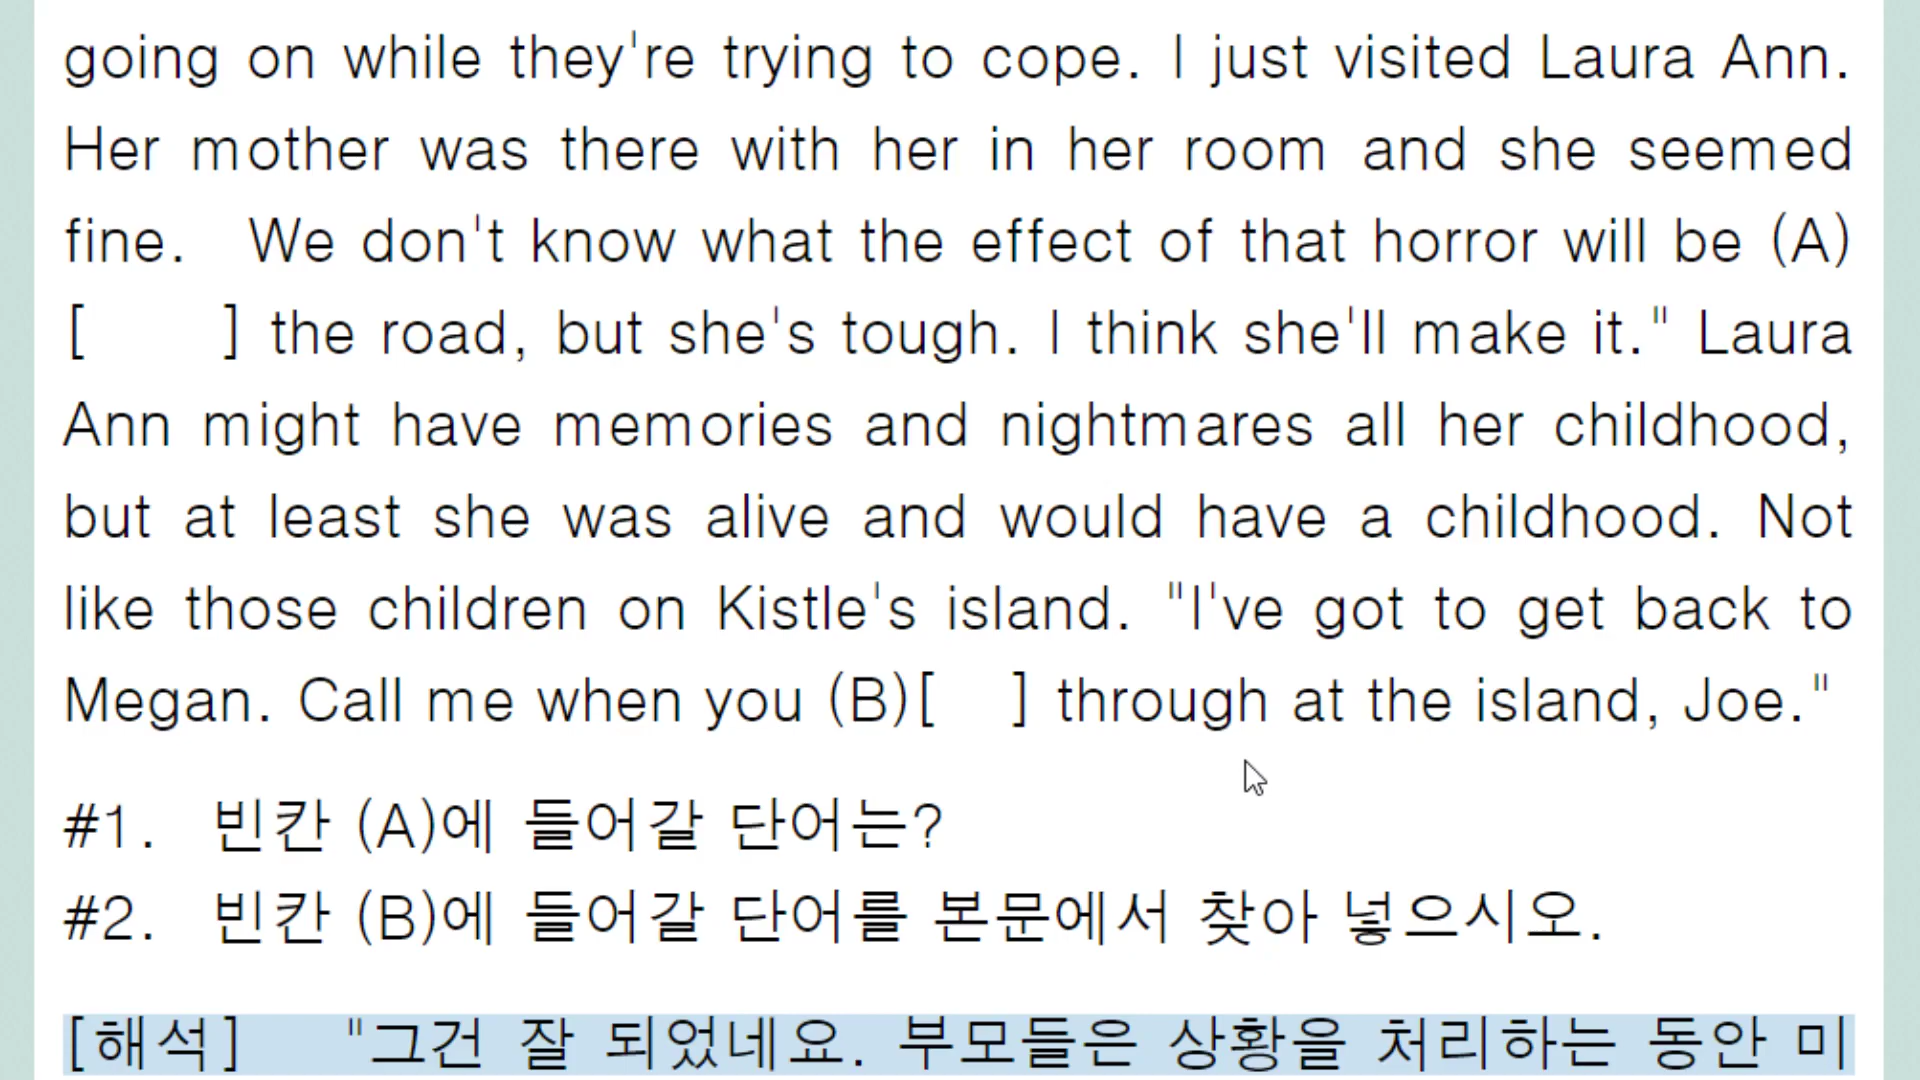 going on while they're trying to cope. I just visited Laura Ann.
Her mother was there with her in her room and she seemed
fine. We don't know what the effect of that horror will be (A)
[ ] the road, but she's tough. I think she'll make it." Laura
Ann might have memories and nightmares all her childhood,
but at least she was alive and would have a childhood. Not
like those children on Kistle's island. "I've got to get back to
Megan. Call me when you (B)[ ] through at the island, Joe."
#1. 빈칸 (A)에 들어갈 단어는?
#2. 빈칸 (B)에 들어갈 단어를 본문에서 찾아 넣으시오.
[해석] "그건 잘 되었네요. 부모들은 상황을 처리하는 동안 미